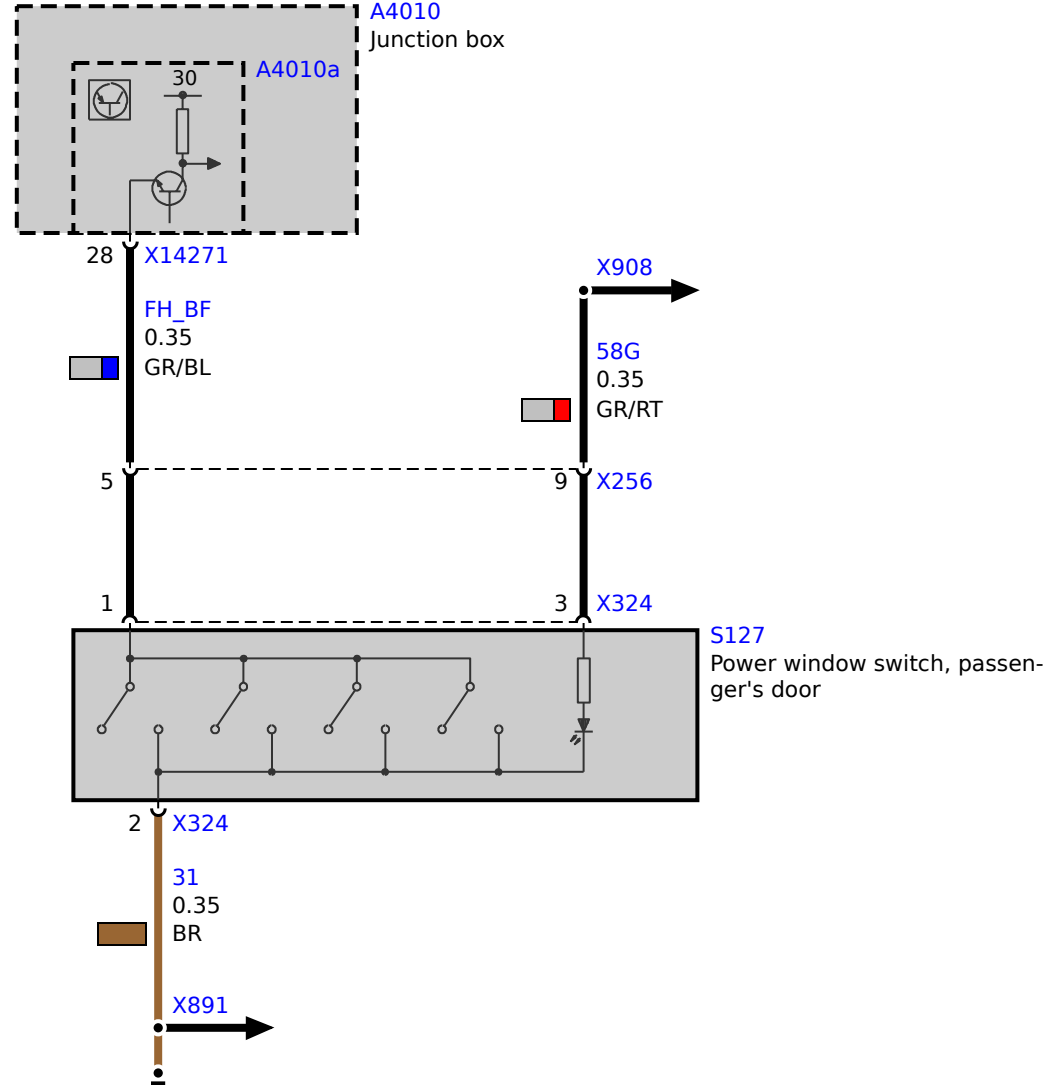 A4010
Junction box
A4010a
30
28 X14271
FH_BF
0.35
GR/BL
X908
58G
0.35
GR/RT
5
9 X256
1
3 X324
S127
Power window switch, passen-
ger's door
2 X324
31
0.35
BR
X891